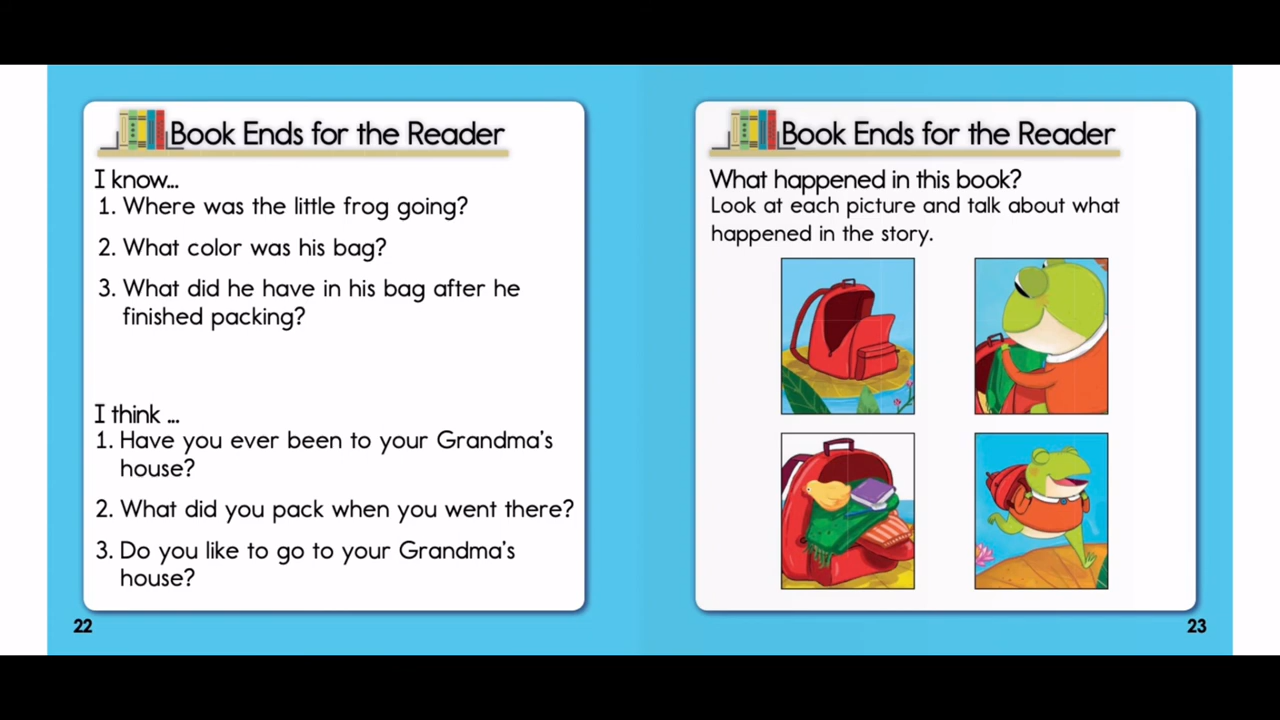 Book Ends for the Reader
I know...
1. Where was the little frog going?
2. What color was his bag?
3. What did he have in his bag after he
finished packing?
I think ...
1. Have you ever been to your Grandma's
house?
2. What did you pack when you went there?
3. Do you like to go to your Grandma's
house?
22
Book Ends for the Reader
What happened in this book?
Look at each picture and talk about what
happened in the story.
23